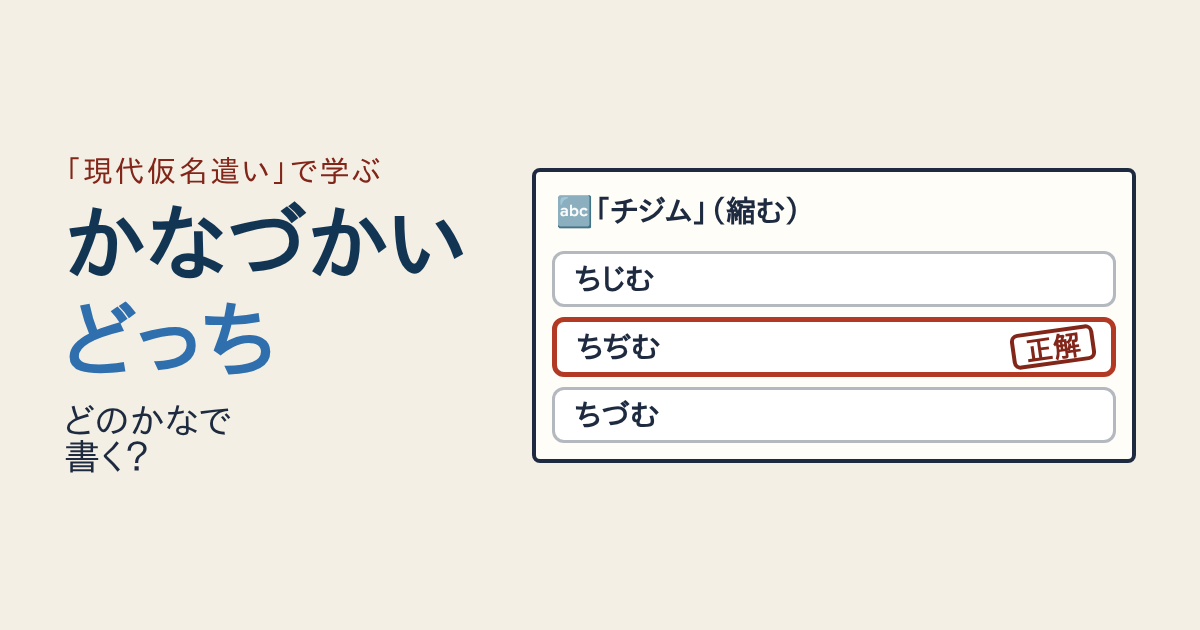 「現代仮名遣い」で学ぶ
かなづかい
どっち
どのかなで
書く?
🔤「チジム」(縮む)
ちじむ
ちぢむ
正解
ちづむ